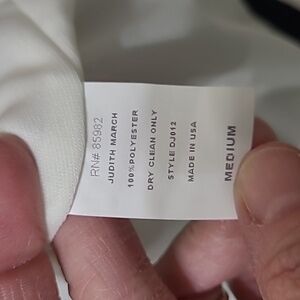 RN# 85982
JUDITH MARCH
100%POLYESTER
DRY CLEAN ONLY
STYLE DJ012
MADE IN USA
MEDIUM